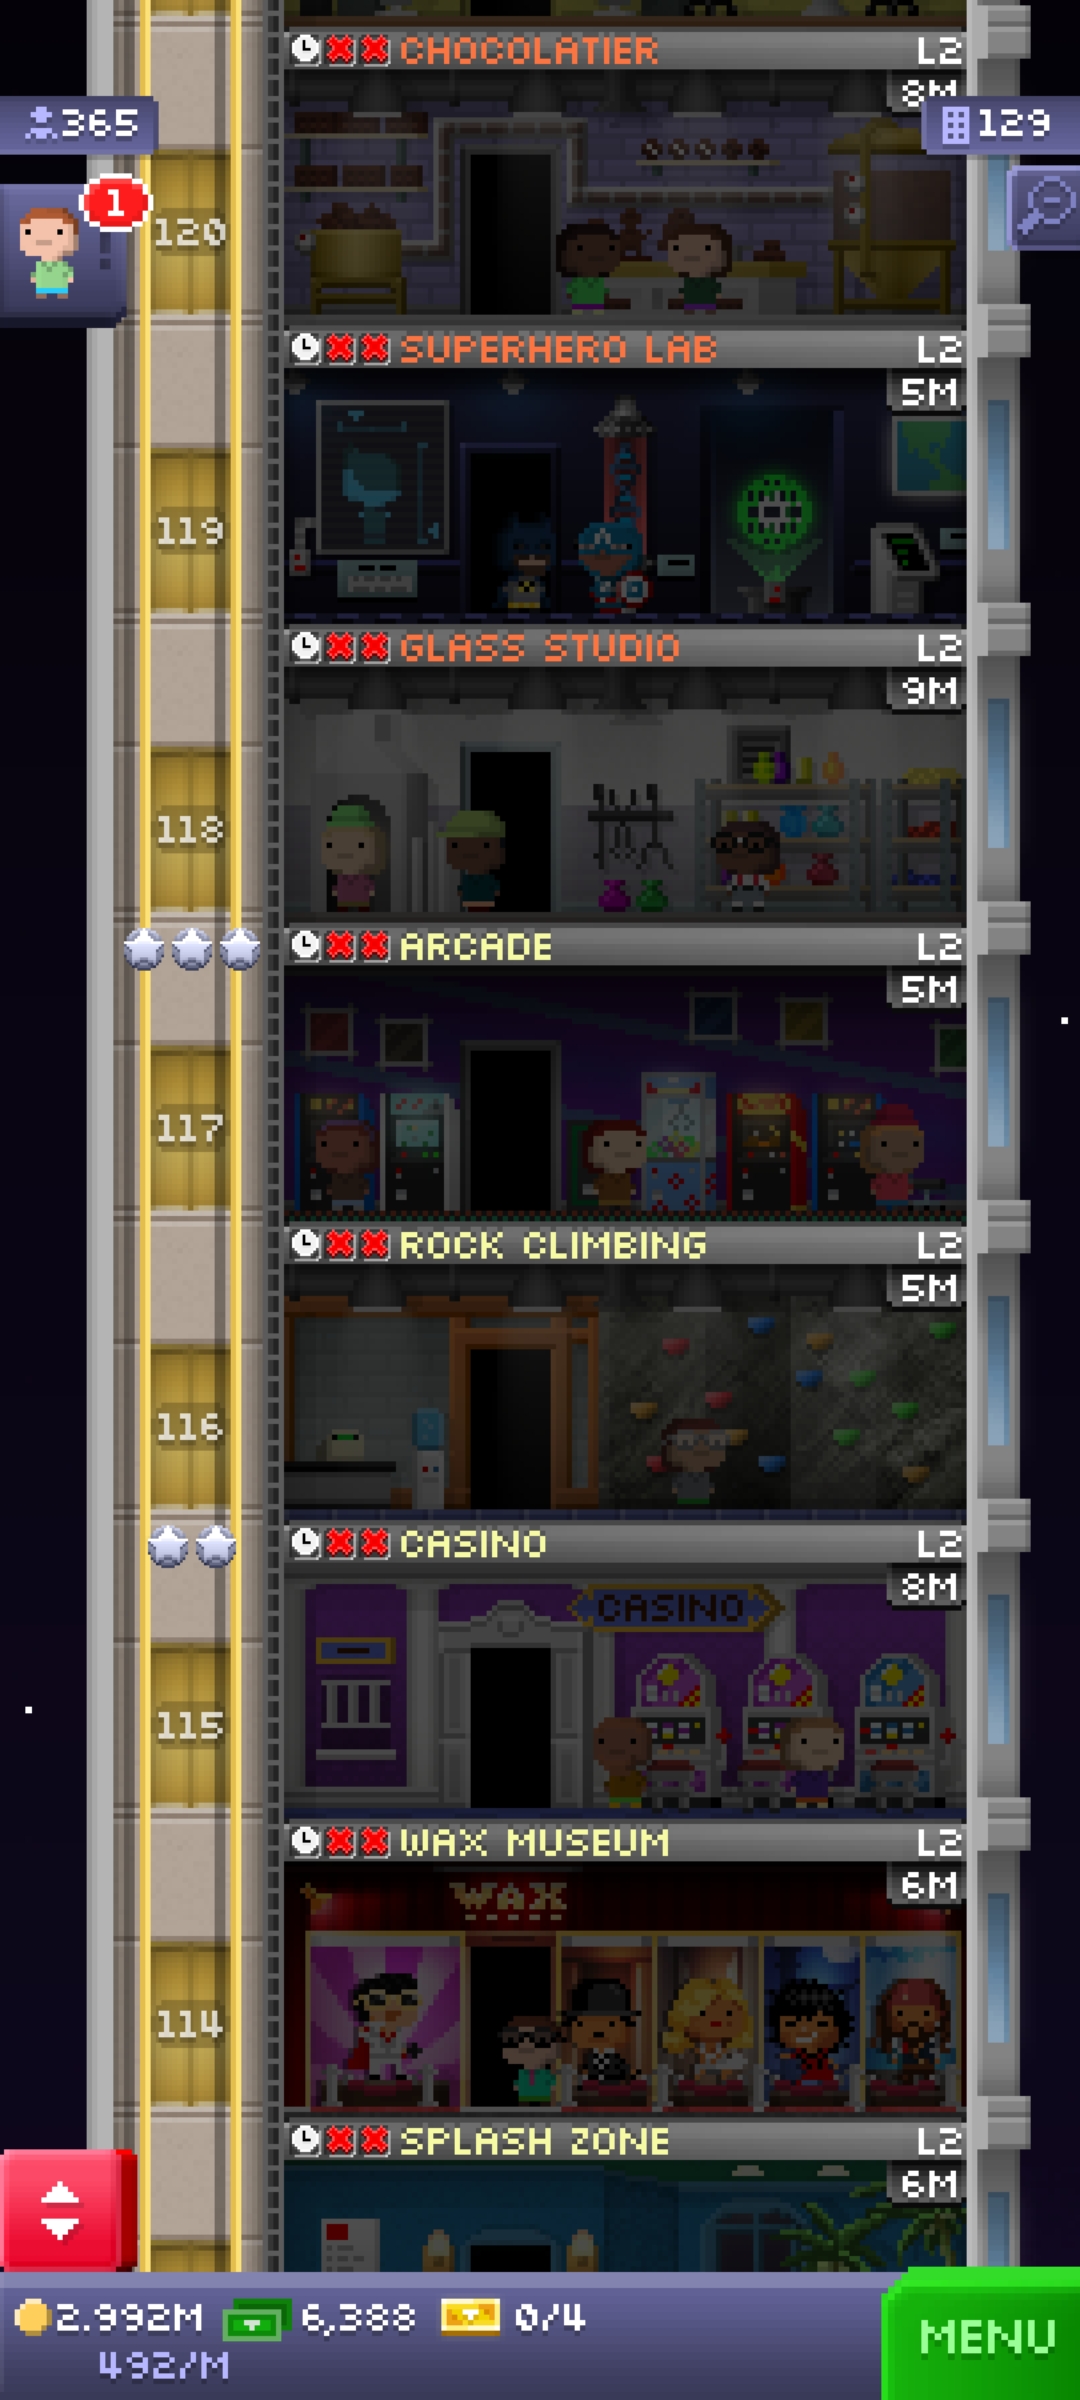 CHOCOLATIER L2
8M
365
129
1
120
SUPERHERO LAB L2
5M
119
GLASS STUDIO L2
9M
118
ARCADE L2
5M
117
ROCK CLIMBING L2
5M
116
CASINO L2
8M
CASINO
115
WAX MUSEUM L2
6M
WAX
114
SPLASH ZONE L2
6M
2.992M 6,388 0/4
492/M
MENU